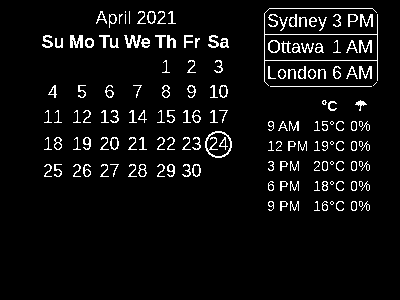 April 2021
Su Mo Tu We Th Fr Sa
1 2 3
4 5 6 7 8 9 10
11 12 13 14 15 16 17
18 19 20 21 22 23 24
25 26 27 28 29 30
Sydney 3 PM
Ottawa 1 AM
London 6 AM
°C ☂
9 AM 15°C 0%
12 PM 19°C 0%
3 PM 20°C 0%
6 PM 18°C 0%
9 PM 16°C 0%